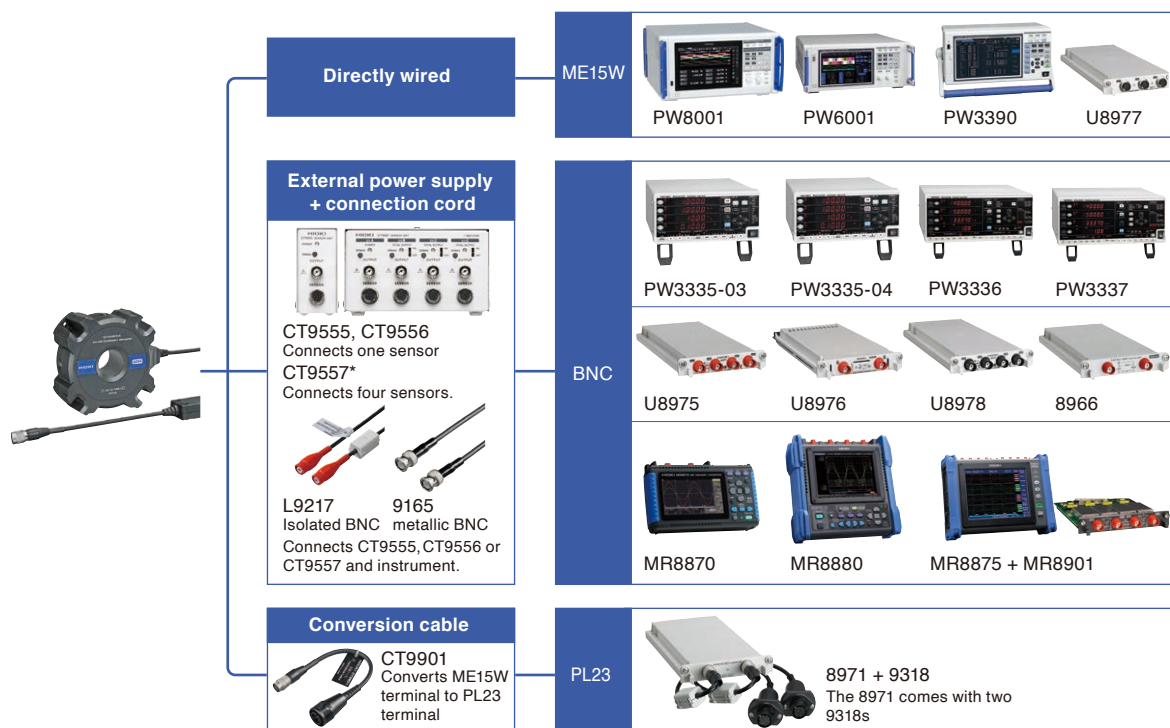 Directly wired
ME15W
PW8001
PW6001
PW3390
U8977
External power supply
+ connection cord
HIOKI
CT9555, CT9556
Connects one sensor
CT9557*
Connects four sensors.
L9217
Isolated BNC
9165
metallic BNC
Connects CT9555, CT9556 or
CT9557 and instrument.
BNC
PW3335-03
PW3335-04
PW3336
PW3337
U8975
U8976
U8978
8966
MR8870
MR8880
MR8875 + MR8901
Conversion cable
CT9901
Converts ME15W
terminal to PL23
terminal
PL23
8971 + 9318
The 8971 comes with two
9318s